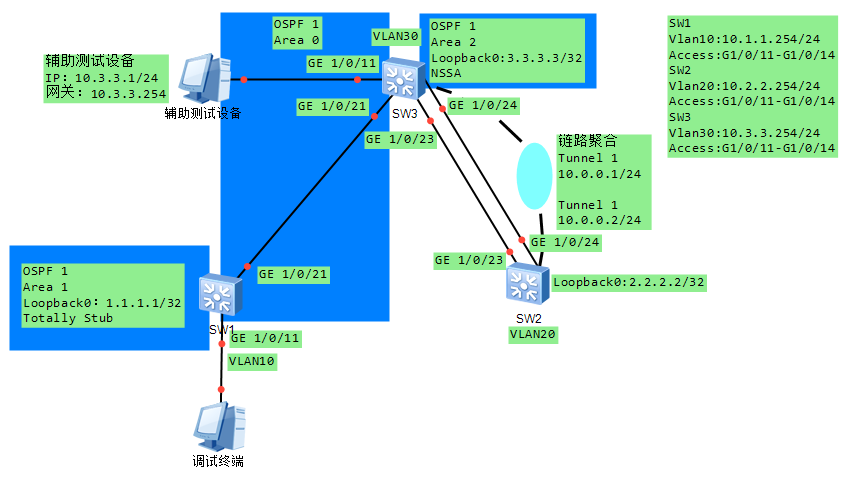 OSPF 1
Area 0
VLAN30
OSPF 1
Area 2
Loopback0:3.3.3.3/32
NSSA
SW1
Vlan10:10.1.1.254/24
Access:G1/0/11-G1/0/14
SW2
Vlan20:10.2.2.254/24
Access:G1/0/11-G1/0/14
SW3
Vlan30:10.3.3.254/24
Access:G1/0/11-G1/0/14
辅助测试设备
IP：10.3.3.1/24
网关：10.3.3.254
辅助测试设备
GE 1/0/11
GE 1/0/21
SW3
GE 1/0/24
GE 1/0/23
链路聚合
Tunnel 1
10.0.0.1/24
Tunnel 1
10.0.0.2/24
GE 1/0/24
GE 1/0/23
Loopback0:2.2.2.2/32
SW2
VLAN20
OSPF 1
Area 1
Loopback0：1.1.1.1/32
Totally Stub
GE 1/0/21
SW1
GE 1/0/11
VLAN10
调试终端